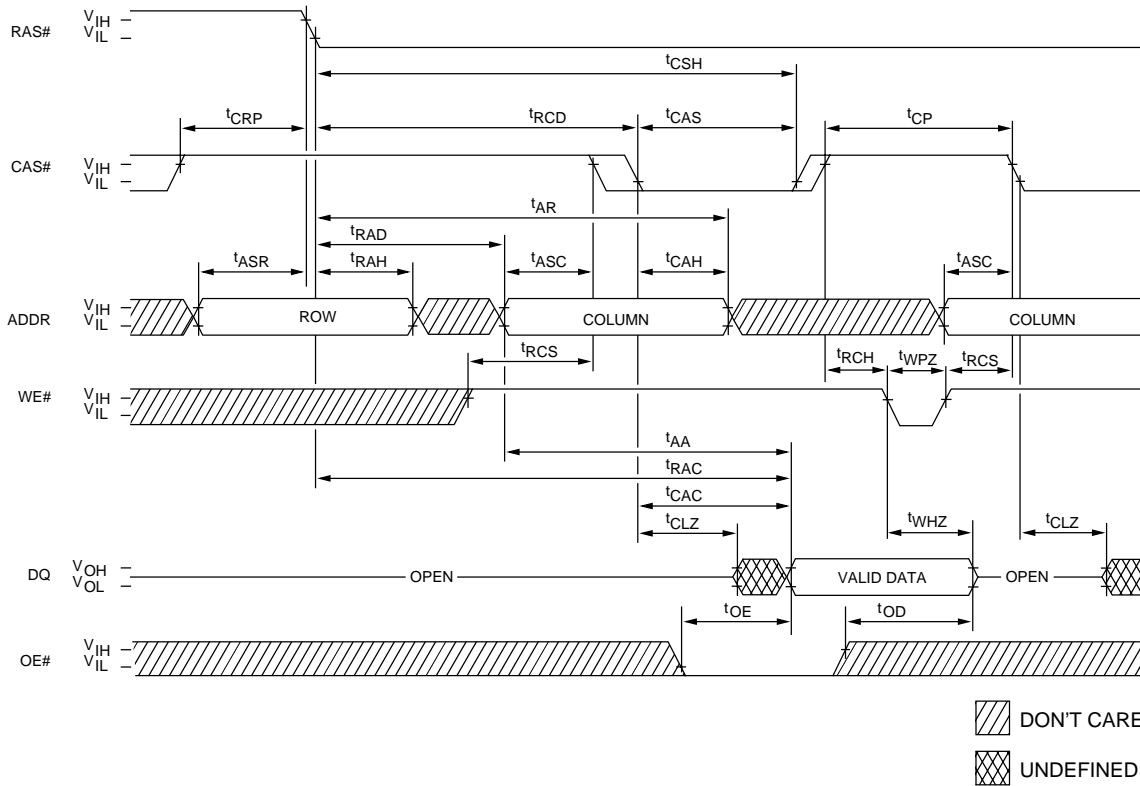 RAS# VIH
VIL
tCSH
tCRP tRCD tCAS tCP
CAS# VIH
VIL
tAR
tRAD
tASR tRAH tASC tCAH tASC
ADDR VIH
VIL
ROW COLUMN COLUMN
tRCS tRCH tWPZ tRCS
WE# VIH
VIL
tAA
tRAC
tCAC
tCLZ tWHZ tCLZ
DQ VOH
VOL
OPEN VALID DATA OPEN
tOE tOD
OE# VIH
VIL
DON'T CARE
UNDEFINED